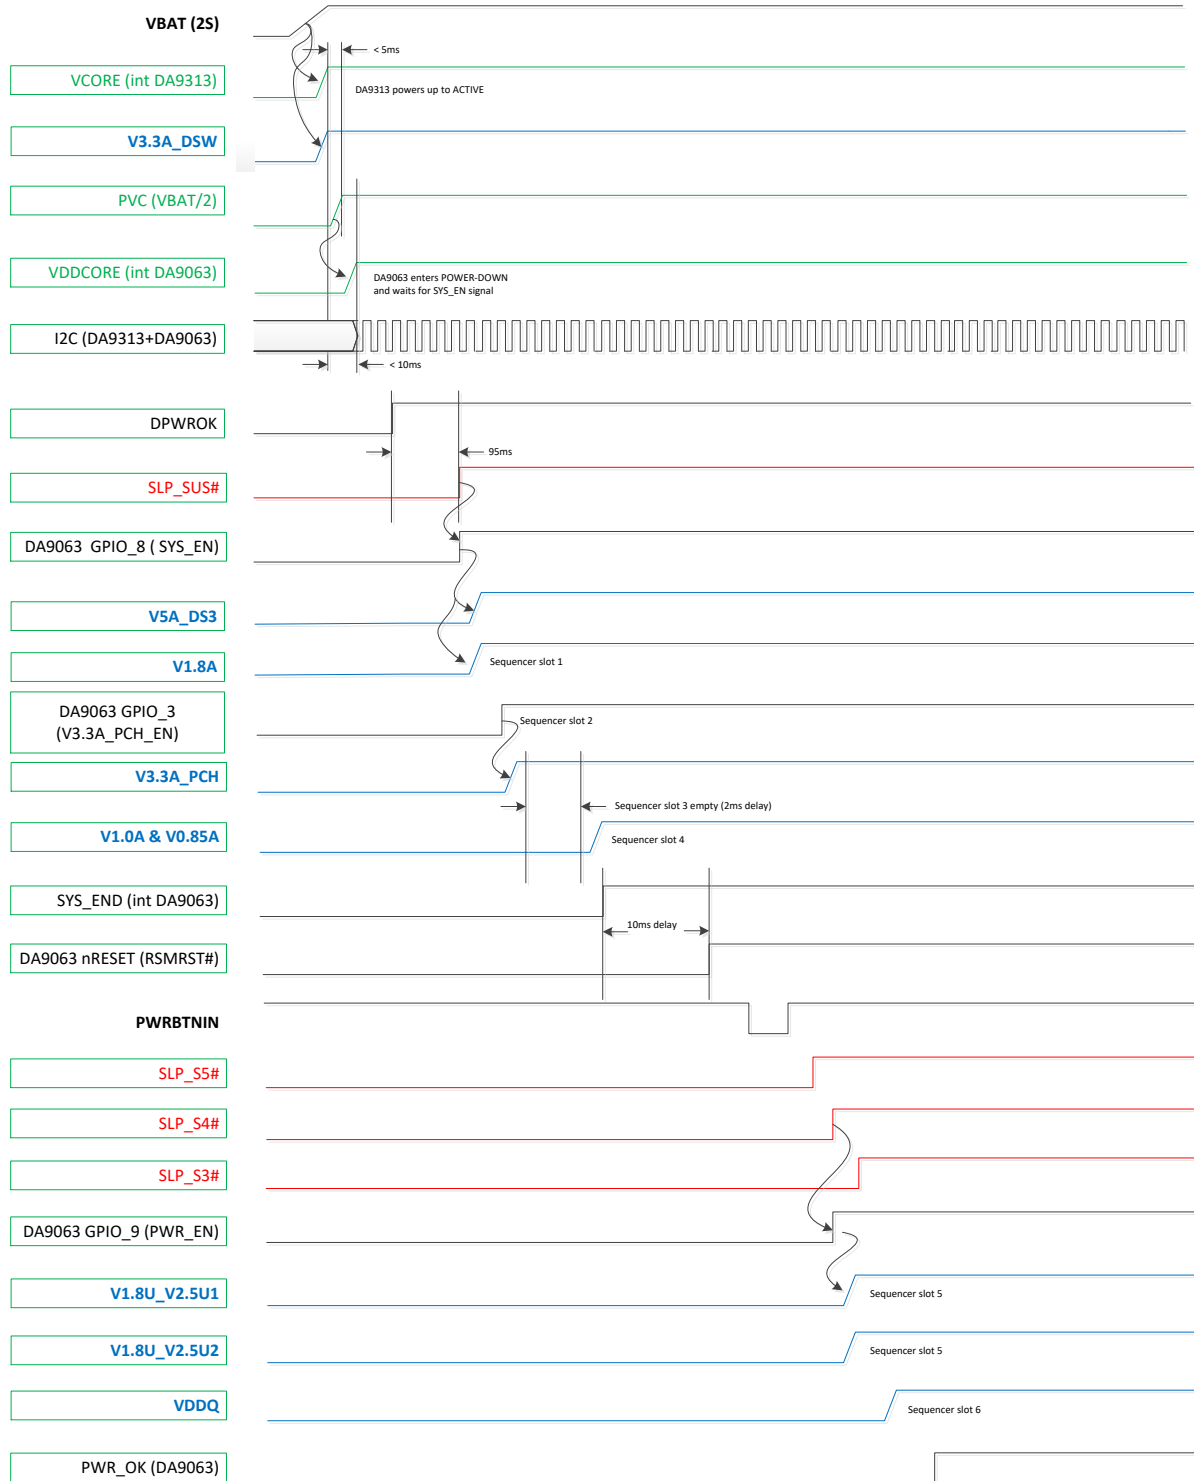 VBAT (2S)
< 5ms
VCORE (int DA9313)
DA9313 powers up to ACTIVE
V3.3A_DSW
PVC (VBAT/2)
VDDCORE (int DA9063)
DA9063 enters POWER-DOWN
and waits for SYS_EN signal
I2C (DA9313+DA9063)
< 10ms
DPWROK
95ms
SLP_SUS#
DA9063 GPIO_8 ( SYS_EN)
V5A_DS3
V1.8A
Sequencer slot 1
DA9063 GPIO_3
(V3.3A_PCH_EN)
Sequencer slot 2
V3.3A_PCH
Sequencer slot 3 empty (2ms delay)
V1.0A & V0.85A
Sequencer slot 4
SYS_END (int DA9063)
10ms delay
DA9063 nRESET (RSMRST#)
PWRBTNIN
SLP_S5#
SLP_S4#
SLP_S3#
DA9063 GPIO_9 (PWR_EN)
V1.8U_V2.5U1
Sequencer slot 5
V1.8U_V2.5U2
Sequencer slot 5
VDDQ
Sequencer slot 6
PWR_OK (DA9063)